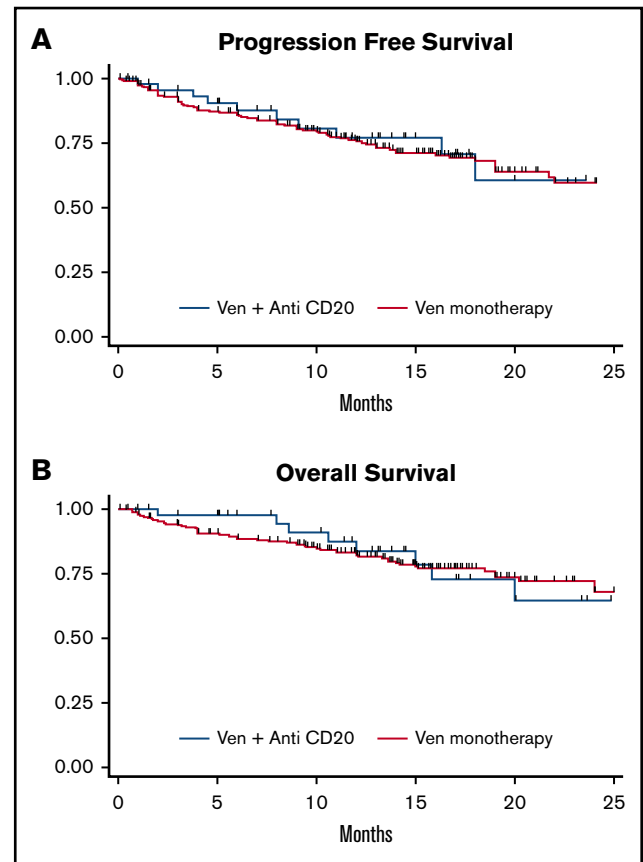 A
Progression Free Survival
1.00
0.75
0.50
0.25
0.00
Ven + Anti CD20 Ven monotherapy
0 5 10 15 20 25
Months
B
Overall Survival
1.00
0.75
0.50
0.25
0.00
Ven + Anti CD20 Ven monotherapy
0 5 10 15 20 25
Months